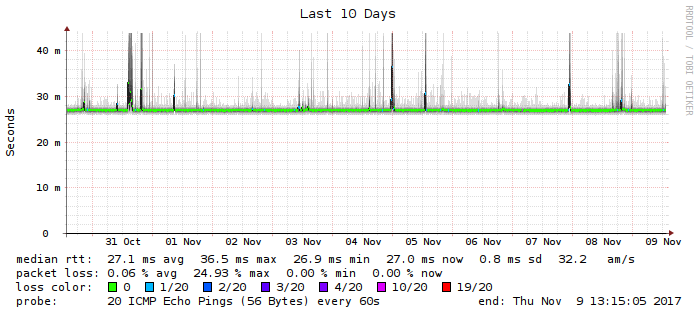 Last 10 Days
RRDTOOL / TOBI OETIKER
Seconds
40 m
30 m
20 m
10 m
0
31 Oct 01 Nov 02 Nov 03 Nov 04 Nov 05 Nov 06 Nov 07 Nov 08 Nov 09 Nov
median rtt: 27.1 ms avg 36.5 ms max 26.9 ms min 27.0 ms now 0.8 ms sd 32.2 am/s
packet loss: 0.06 % avg 24.93 % max 0.00 % min 0.00 % now
loss color: 0 1/20 2/20 3/20 4/20 10/20 19/20
probe: 20 ICMP Echo Pings (56 Bytes) every 60s end: Thu Nov 9 13:15:05 2017